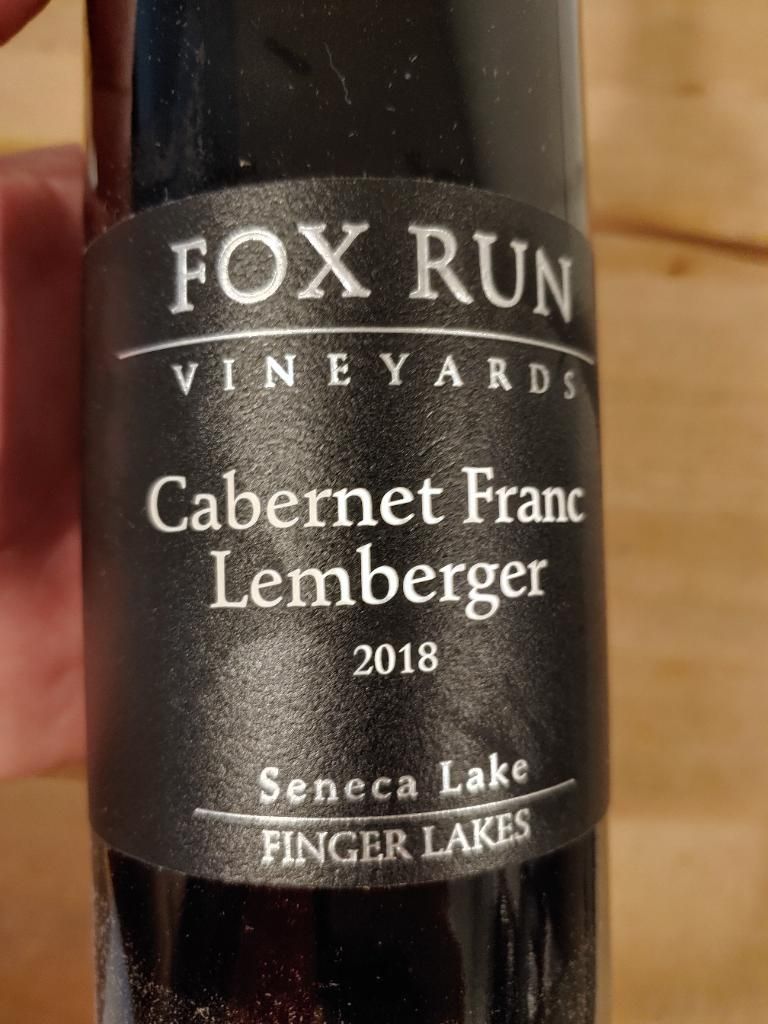 FOX RUN
VINEYARDS
Cabernet Franc
Lemberger
2018
Seneca Lake
FINGER LAKES